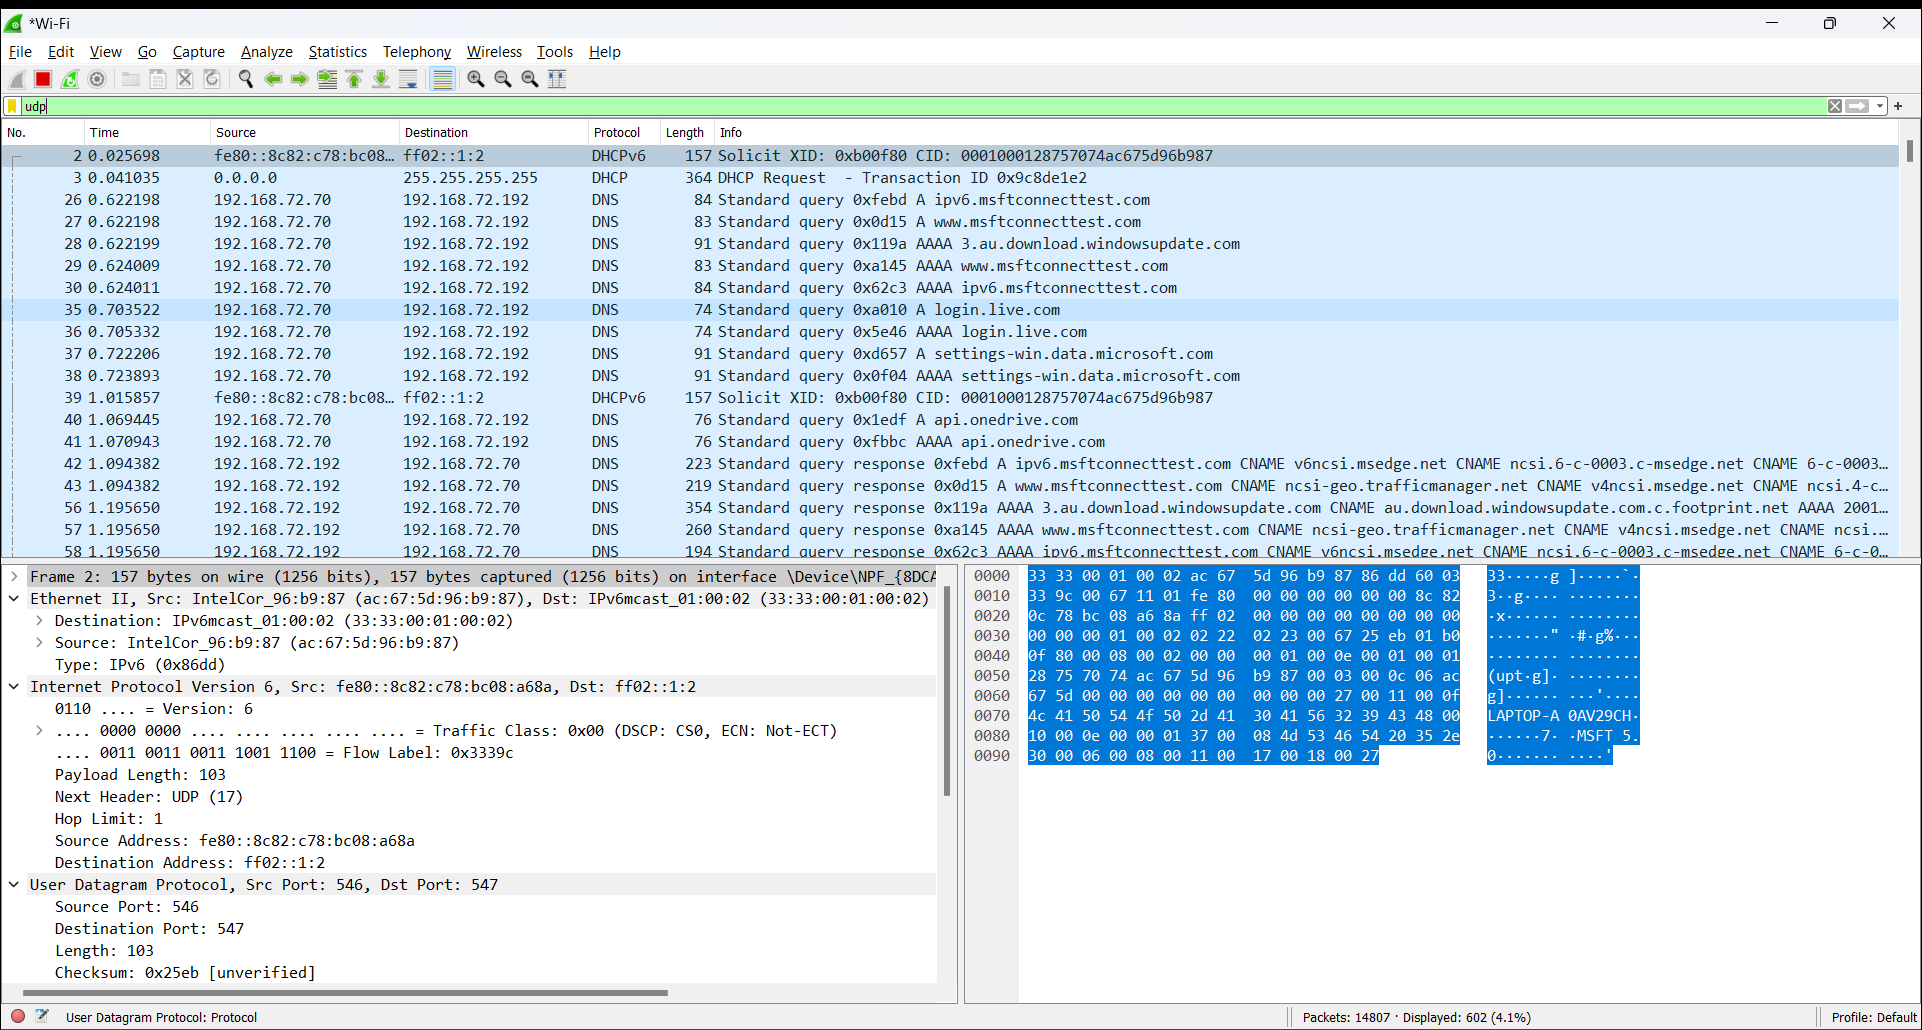 *Wi-Fi
File Edit View Go Capture Analyze Statistics Telephony Wireless Tools Help
udp
No. Time Source Destination Protocol Length Info
2 0.025698 fe80::8c82:c78:bc08… ff02::1:2 DHCPv6 157 Solicit XID: 0xb00f80 CID: 0001000128757074ac675d96b987
3 0.041035 0.0.0.0 255.255.255.255 DHCP 364 DHCP Request - Transaction ID 0x9c8de1e2
26 0.622198 192.168.72.70 192.168.72.192 DNS 84 Standard query 0xfebd A ipv6.msftconnecttest.com
27 0.622198 192.168.72.70 192.168.72.192 DNS 83 Standard query 0x0d15 A www.msftconnecttest.com
28 0.622199 192.168.72.70 192.168.72.192 DNS 91 Standard query 0x119a AAAA 3.au.download.windowsupdate.com
29 0.624009 192.168.72.70 192.168.72.192 DNS 83 Standard query 0xa145 AAAA www.msftconnecttest.com
30 0.624011 192.168.72.70 192.168.72.192 DNS 84 Standard query 0x62c3 AAAA ipv6.msftconnecttest.com
35 0.703522 192.168.72.70 192.168.72.192 DNS 74 Standard query 0xa010 A login.live.com
36 0.705332 192.168.72.70 192.168.72.192 DNS 74 Standard query 0x5e46 AAAA login.live.com
37 0.722206 192.168.72.70 192.168.72.192 DNS 91 Standard query 0xd657 A settings-win.data.microsoft.com
38 0.723893 192.168.72.70 192.168.72.192 DNS 91 Standard query 0x0f04 AAAA settings-win.data.microsoft.com
39 1.015857 fe80::8c82:c78:bc08… ff02::1:2 DHCPv6 157 Solicit XID: 0xb00f80 CID: 0001000128757074ac675d96b987
40 1.069445 192.168.72.70 192.168.72.192 DNS 76 Standard query 0x1edf A api.onedrive.com
41 1.070943 192.168.72.70 192.168.72.192 DNS 76 Standard query 0xfbbc AAAA api.onedrive.com
42 1.094382 192.168.72.192 192.168.72.70 DNS 223 Standard query response 0xfebd A ipv6.msftconnecttest.com CNAME v6ncsi.msedge.net CNAME ncsi.6-c-0003.c-msedge.net CNAME 6-c-0003…
43 1.094382 192.168.72.192 192.168.72.70 DNS 219 Standard query response 0x0d15 A www.msftconnecttest.com CNAME ncsi-geo.trafficmanager.net CNAME v4ncsi.msedge.net CNAME ncsi.4-c…
56 1.195650 192.168.72.192 192.168.72.70 DNS 354 Standard query response 0x119a AAAA 3.au.download.windowsupdate.com CNAME au.download.windowsupdate.com.c.footprint.net AAAA 2001…
57 1.195650 192.168.72.192 192.168.72.70 DNS 260 Standard query response 0xa145 AAAA www.msftconnecttest.com CNAME ncsi-geo.trafficmanager.net CNAME v4ncsi.msedge.net CNAME ncsi.…
58 1.195650 192.168.72.192 192.168.72.70 DNS 194 Standard query response 0x62c3 AAAA ipv6.msftconnecttest.com CNAME v6ncsi.msedge.net CNAME ncsi.6-c-0003.c-msedge.net CNAME 6-c-0…
Frame 2: 157 bytes on wire (1256 bits), 157 bytes captured (1256 bits) on interface \Device\NPF_{8DCA
Ethernet II, Src: IntelCor_96:b9:87 (ac:67:5d:96:b9:87), Dst: IPv6mcast_01:00:02 (33:33:00:01:00:02)
Destination: IPv6mcast_01:00:02 (33:33:00:01:00:02)
Source: IntelCor_96:b9:87 (ac:67:5d:96:b9:87)
Type: IPv6 (0x86dd)
Internet Protocol Version 6, Src: fe80::8c82:c78:bc08:a68a, Dst: ff02::1:2
0110 .... = Version: 6
.... 0000 0000 .... .... .... .... .... = Traffic Class: 0x00 (DSCP: CS0, ECN: Not-ECT)
.... 0011 0011 0011 1001 1100 = Flow Label: 0x3339c
Payload Length: 103
Next Header: UDP (17)
Hop Limit: 1
Source Address: fe80::8c82:c78:bc08:a68a
Destination Address: ff02::1:2
User Datagram Protocol, Src Port: 546, Dst Port: 547
Source Port: 546
Destination Port: 547
Length: 103
Checksum: 0x25eb [unverified]
0000 33 33 00 01 00 02 ac 67 5d 96 b9 87 86 dd 60 03 33·····g ]·····`·
0010 33 9c 00 67 11 01 fe 80 00 00 00 00 00 00 8c 82 3··g···· ········
0020 0c 78 bc 08 a6 8a ff 02 00 00 00 00 00 00 00 00 ·x······ ········
0030 00 00 00 01 00 02 02 22 02 23 00 67 25 eb 01 b0 ·······" ·#·g%···
0040 0f 80 00 08 00 02 00 00 00 01 00 0e 00 01 00 01 ········ ········
0050 28 75 70 74 ac 67 5d 96 b9 87 00 03 00 0c 06 ac (upt·g]· ········
0060 67 5d 00 00 00 00 00 00 00 00 00 27 00 11 00 0f g]······ ···'····
0070 4c 41 50 54 4f 50 2d 41 30 41 56 32 39 43 48 00 LAPTOP-A 0AV29CH·
0080 10 00 0e 00 00 01 37 00 08 4d 53 46 54 20 35 2e ······7· ·MSFT 5.
0090 30 00 06 00 08 00 11 00 17 00 18 00 27 0······· ····'
User Datagram Protocol: Protocol Packets: 14807 · Displayed: 602 (4.1%) Profile: Default